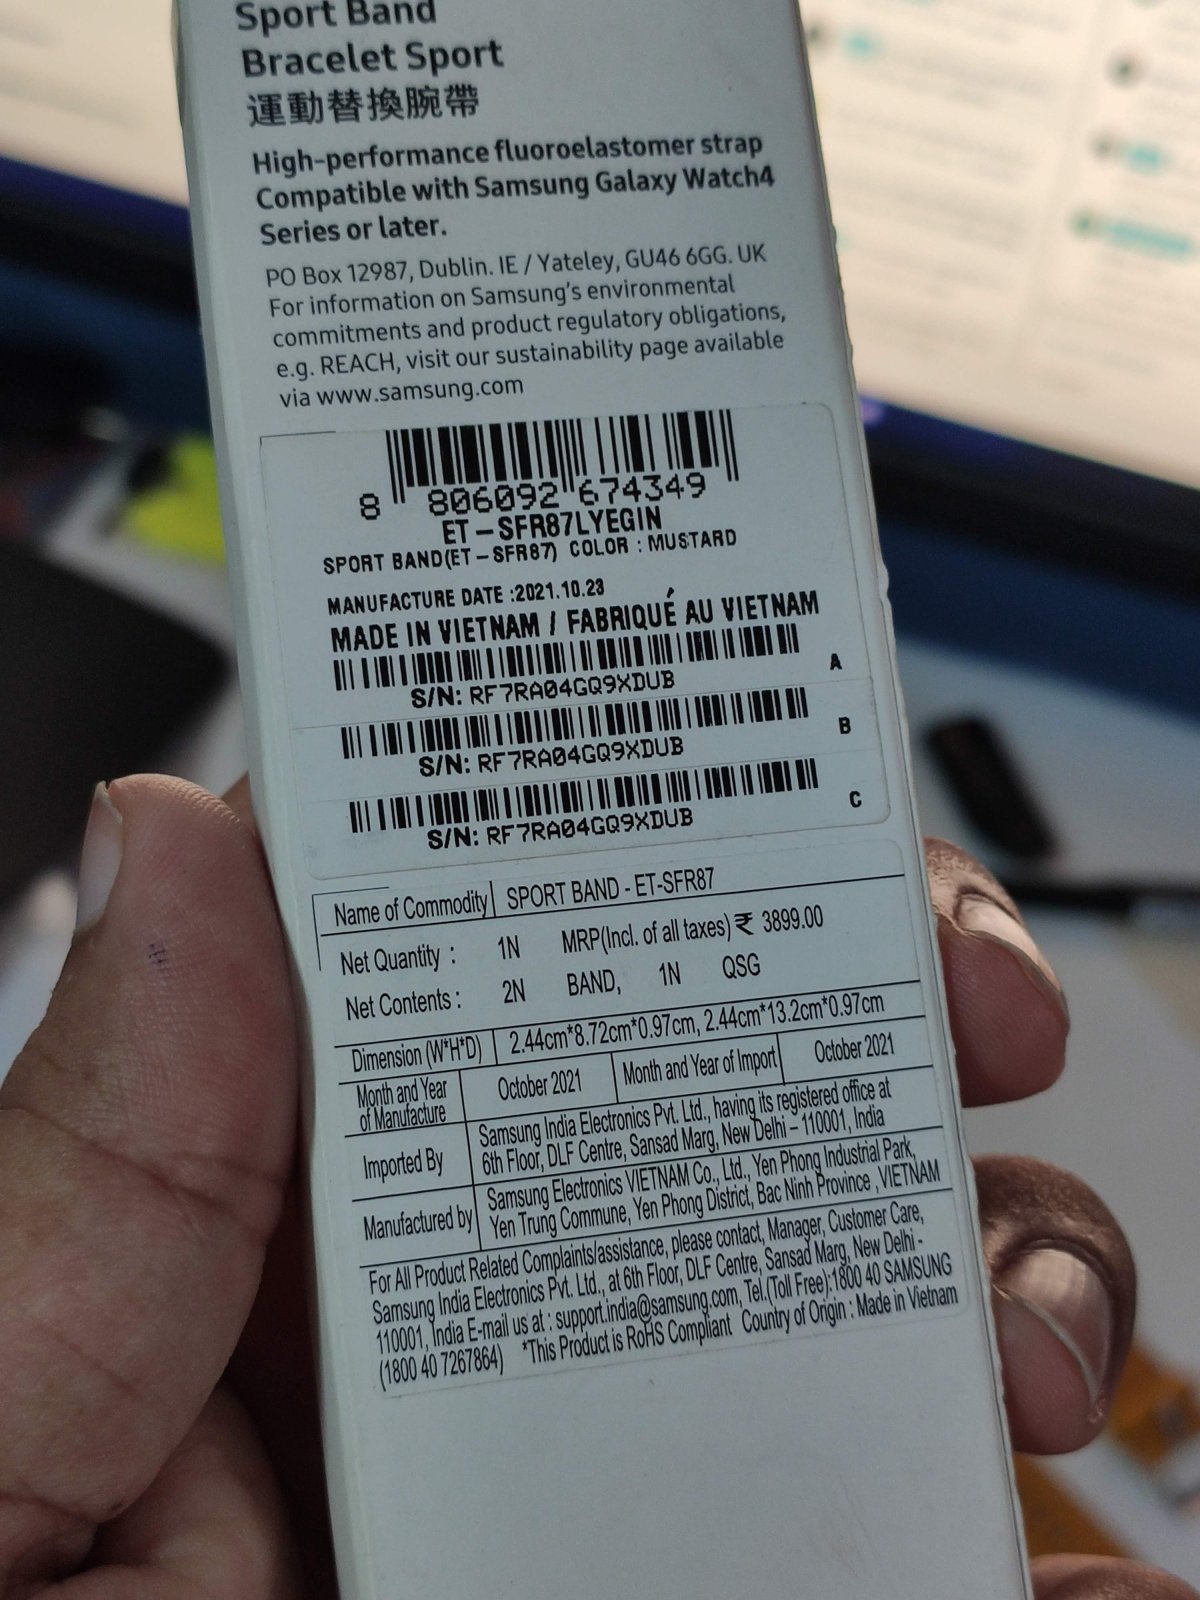 Sport Band
Bracelet Sport
運動替換腕帶
High-performance fluoroelastomer strap
Compatible with Samsung Galaxy Watch4
Series or later.
PO Box 12987, Dublin. IE / Yateley, GU46 6GG. UK
For information on Samsung's environmental
commitments and product regulatory obligations,
e.g. REACH, visit our sustainability page available
via www.samsung.com
8 806092 674349
ET-SFR87LYEGIN
SPORT BAND(ET-SFR87) COLOR : MUSTARD
MANUFACTURE DATE :2021.10.23
MADE IN VIETNAM / FABRIQUÉ AU VIETNAM
A
S/N: RF7RA04GQ9XDUB
B
S/N: RF7RA04GQ9XDUB
C
S/N: RF7RA04GQ9XDUB
Name of Commodity SPORT BAND - ET-SFR87
Net Quantity : 1N MRP(Incl. of all taxes) ₹ 3899.00
Net Contents : 2N BAND, 1N QSG
Dimension (W*H*D) 2.44cm*8.72cm*0.97cm, 2.44cm*13.2cm*0.97cm
Month and Year
of Manufacture
October 2021
Month and Year of Import
October 2021
Imported By
Samsung India Electronics Pvt. Ltd., having its registered office at
6th Floor, DLF Centre, Sansad Marg, New Delhi – 110001, India
Manufactured by
Samsung Electronics VIETNAM Co., Ltd., Yen Phong Industrial Park,
Yen Trung Commune, Yen Phong District, Bac Ninh Province , VIETNAM
For All Product Related Complaints/assistance, please contact, Manager, Customer Care,
Samsung India Electronics Pvt. Ltd., at 6th Floor, DLF Centre, Sansad Marg, New Delhi -
110001, India E-mail us at : support.india@samsung.com, Tel.(Toll Free):1800 40 SAMSUNG
(1800 40 7267864) *This Product is RoHS Compliant Country of Origin : Made in Vietnam